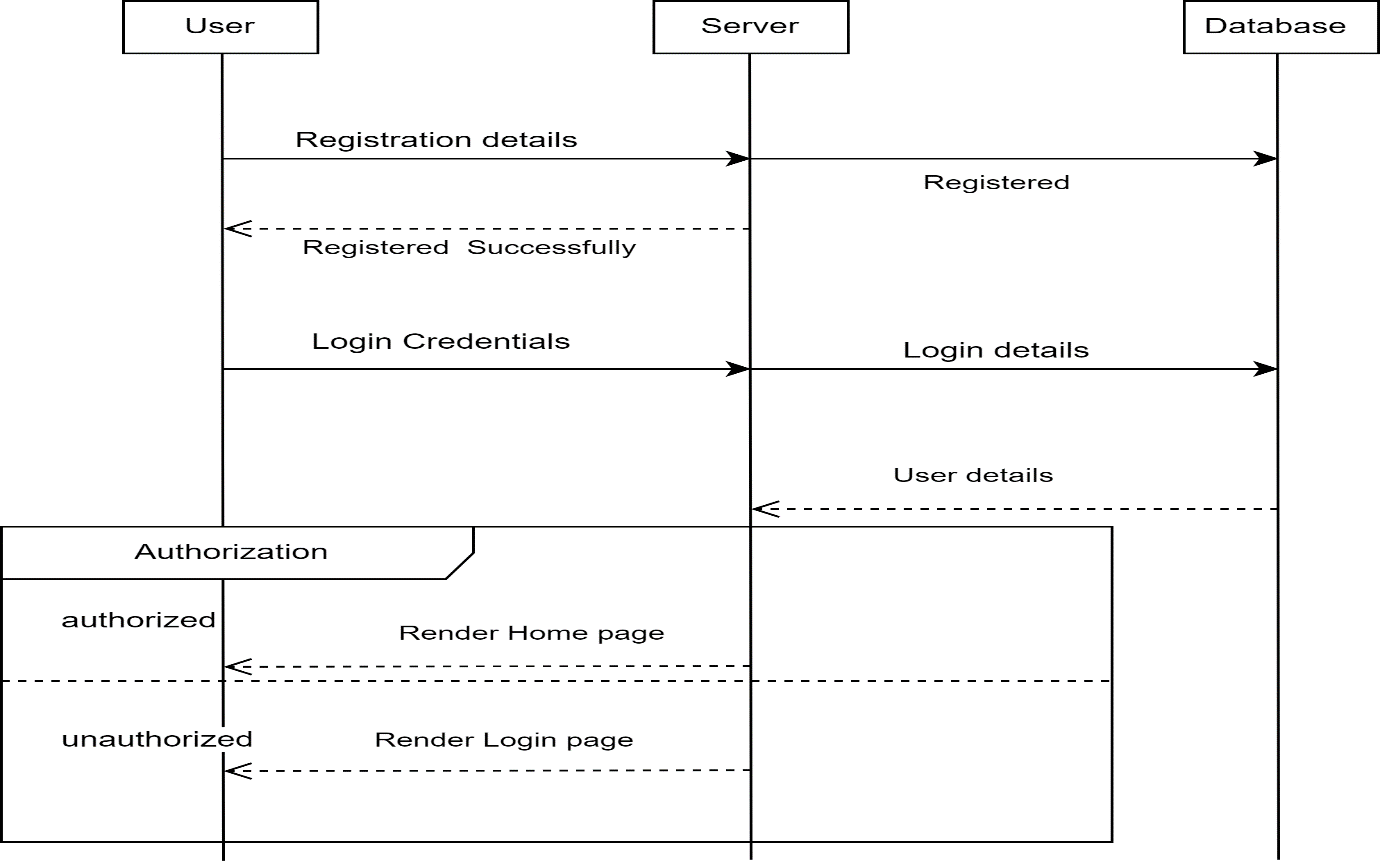 User
Server
Database
Registration details
Registered
Registered  Successfully
Login Credentials
Login details
User details
Authorization
authorized
Render Home page
unauthorized
Render Login page